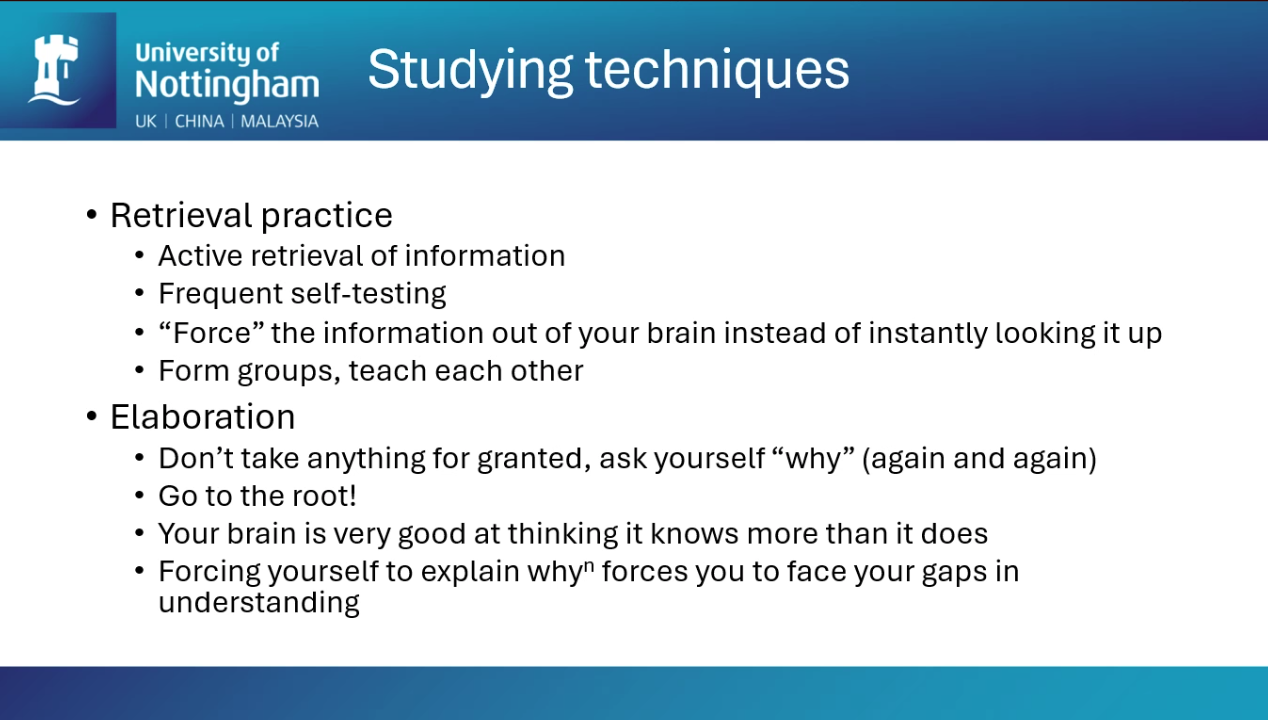 University of
Nottingham
UK | CHINA | MALAYSIA
Studying techniques
• Retrieval practice
• Active retrieval of information
• Frequent self-testing
• “Force” the information out of your brain instead of instantly looking it up
• Form groups, teach each other
• Elaboration
• Don’t take anything for granted, ask yourself “why” (again and again)
• Go to the root!
• Your brain is very good at thinking it knows more than it does
• Forcing yourself to explain whyⁿ forces you to face your gaps in
understanding